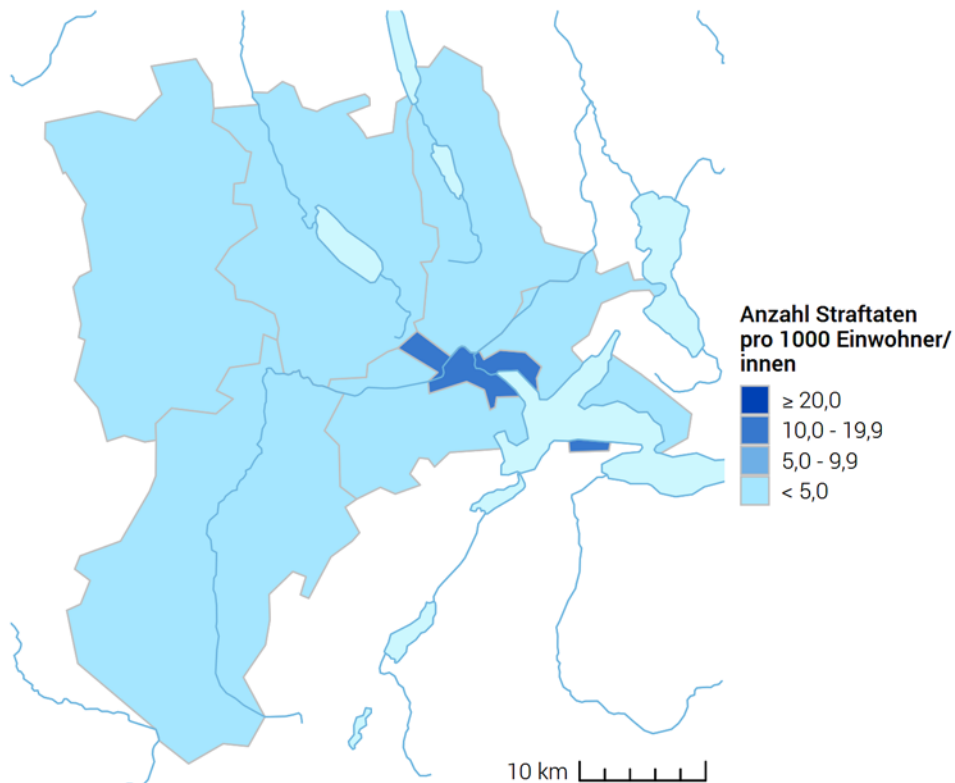 Anzahl Straftaten
pro 1000 Einwohner/
innen
≥ 20,0
10,0 - 19,9
5,0 - 9,9
< 5,0
10 km